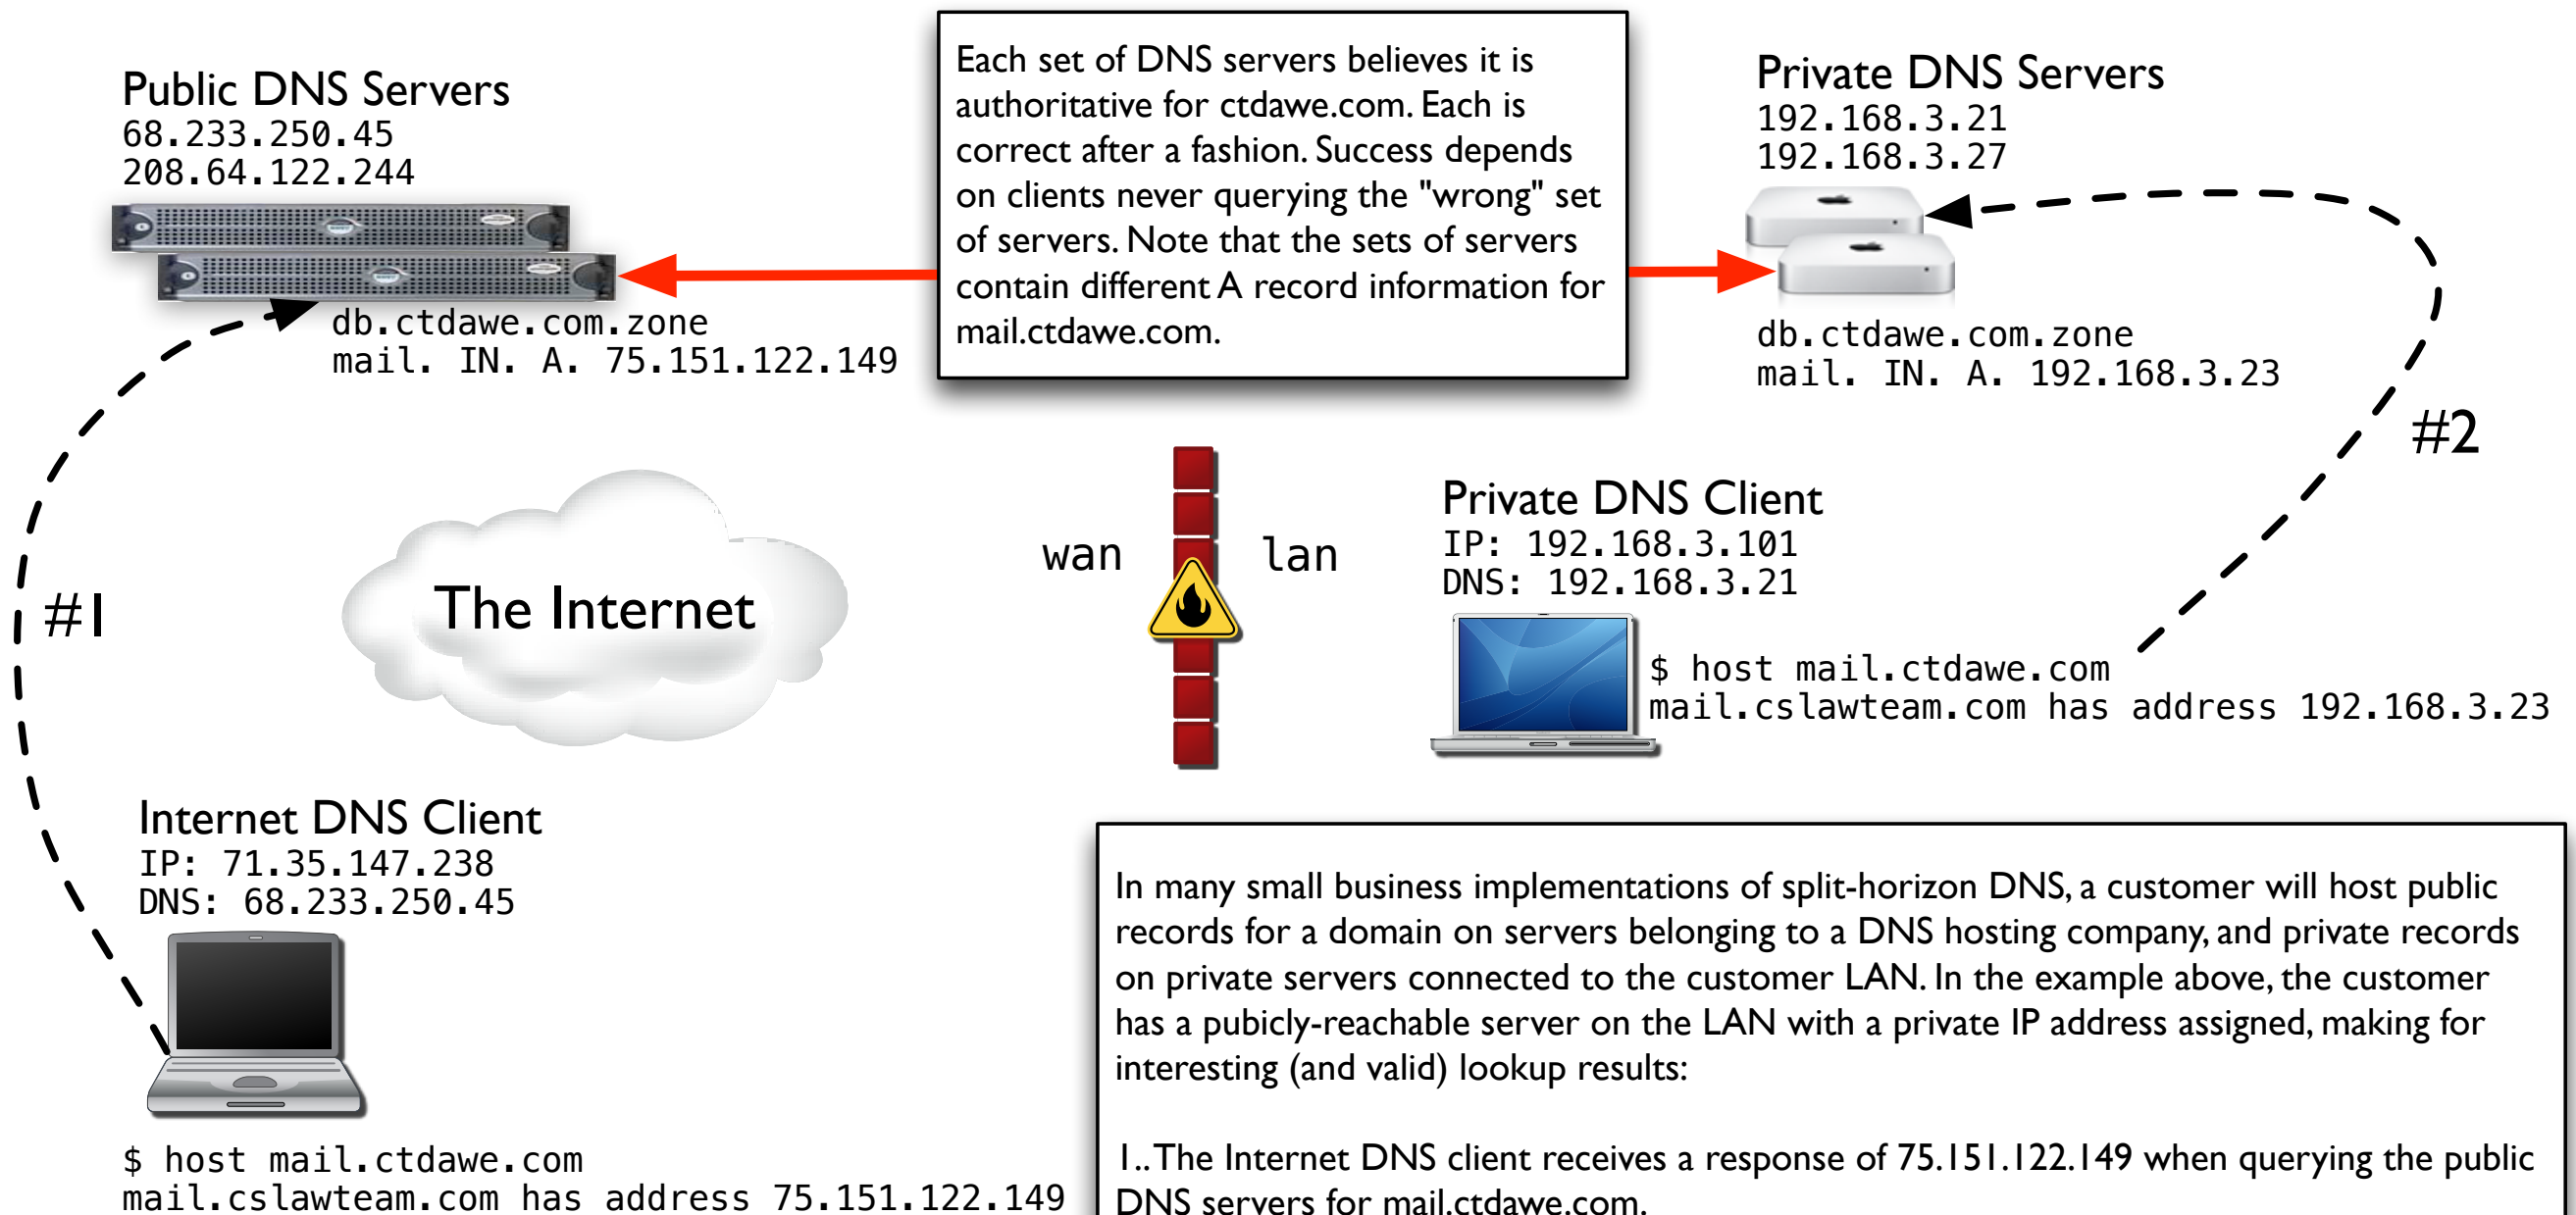 Public DNS Servers
68.233.250.45
208.64.122.244
db.ctdawe.com.zone
mail. IN. A. 75.151.122.149
Each set of DNS servers believes it is
authoritative for ctdawe.com. Each is
correct after a fashion. Success depends
on clients never querying the "wrong" set
of servers. Note that the sets of servers
contain different A record information for
mail.ctdawe.com.
Private DNS Servers
192.168.3.21
192.168.3.27
db.ctdawe.com.zone
mail. IN. A. 192.168.3.23
#2
#1
The Internet
wan
lan
Private DNS Client
IP: 192.168.3.101
DNS: 192.168.3.21
$ host mail.ctdawe.com
mail.cslawteam.com has address 192.168.3.23
Internet DNS Client
IP: 71.35.147.238
DNS: 68.233.250.45
$ host mail.ctdawe.com
mail.cslawteam.com has address 75.151.122.149
In many small business implementations of split-horizon DNS, a customer will host public
records for a domain on servers belonging to a DNS hosting company, and private records
on private servers connected to the customer LAN. In the example above, the customer
has a pubicly-reachable server on the LAN with a private IP address assigned, making for
interesting (and valid) lookup results:
1.. The Internet DNS client receives a response of 75.151.122.149 when querying the public
DNS servers for mail.ctdawe.com.